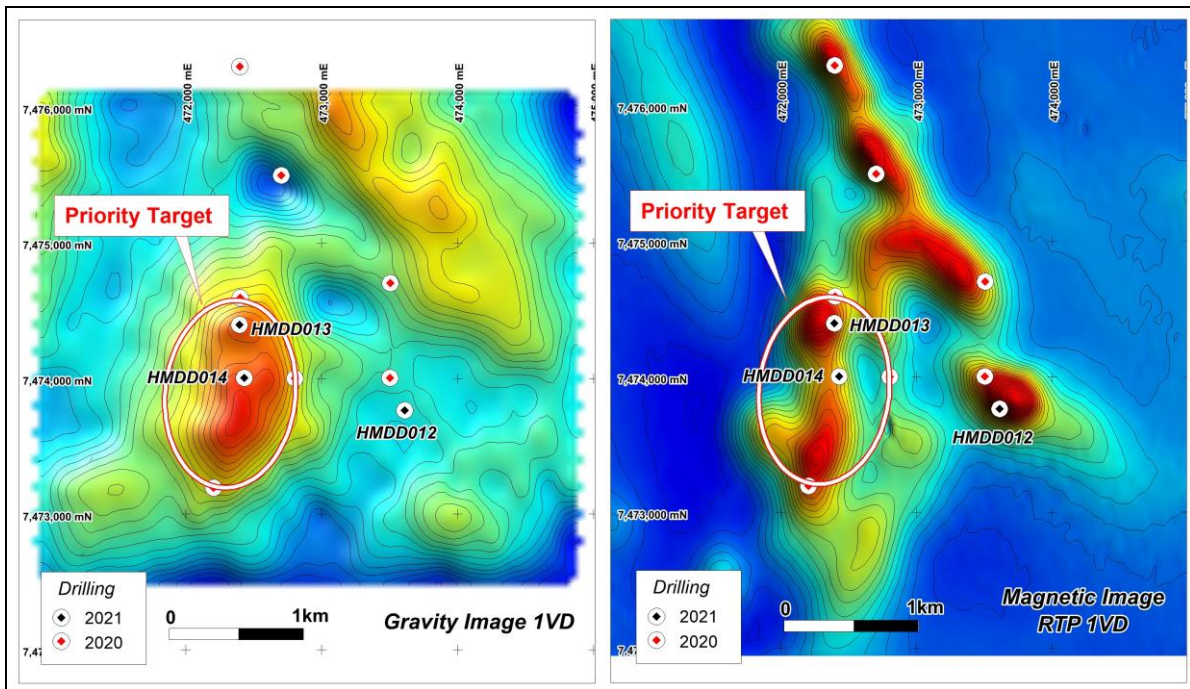 472,000 mE
473,000 mE
474,000 mE
7,476,000 mN
Priority Target
7,475,000 mN
HMDD013
7,474,000 mN
HMDD014
HMDD012
7,473,000 mN
Drilling
2021
2020
0
1km
Gravity Image 1VD
472,000 mE
473,000 mE
474,000 mE
7,476,000 mN
Priority Target
7,475,000 mN
HMDD013
7,474,000 mN
HMDD014
HMDD012
7,473,000 mN
Drilling
2021
2020
0
1km
Magnetic Image
RTP 1VD